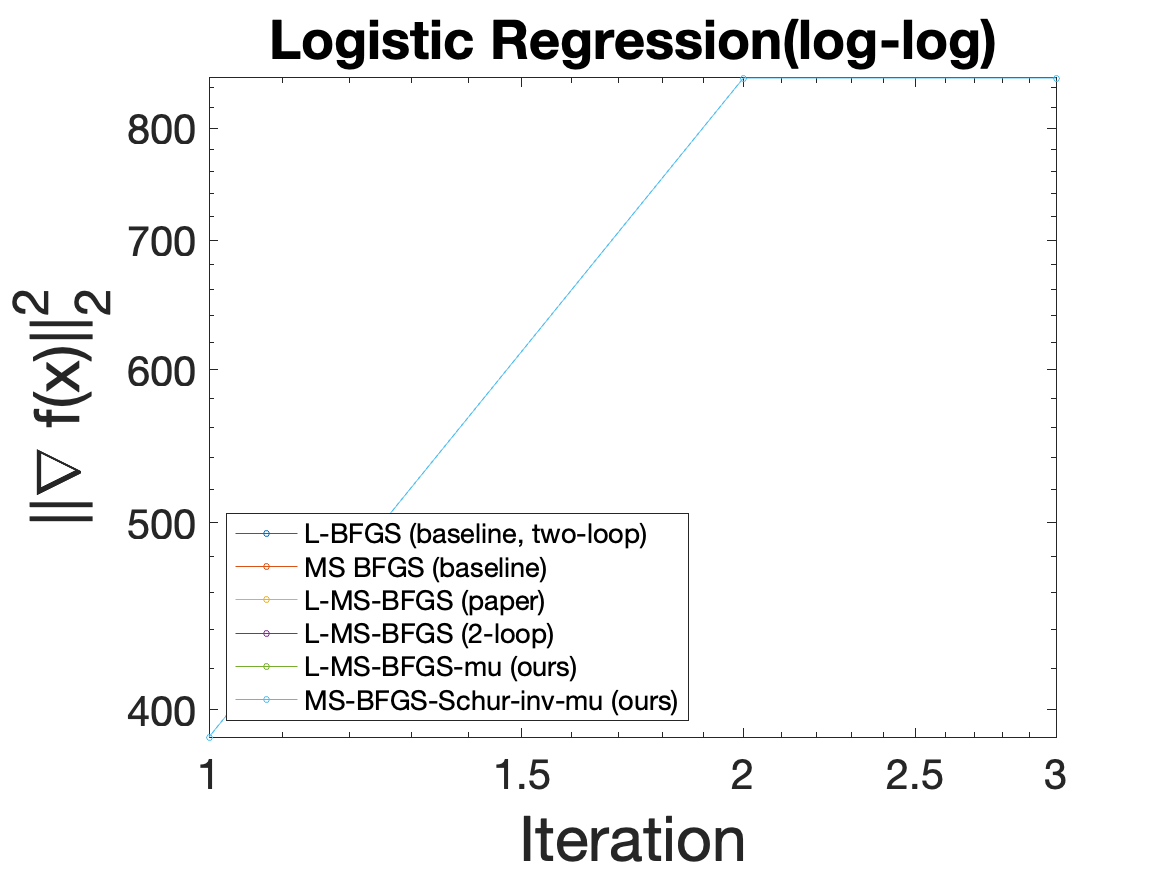 Logistic Regression(log-log)
||∇ f(x)||₂²
800
700
600
500
400
L-BFGS (baseline, two-loop)
MS BFGS (baseline)
L-MS-BFGS (paper)
L-MS-BFGS (2-loop)
L-MS-BFGS-mu (ours)
MS-BFGS-Schur-inv-mu (ours)
1 1.5 2 2.5 3
Iteration